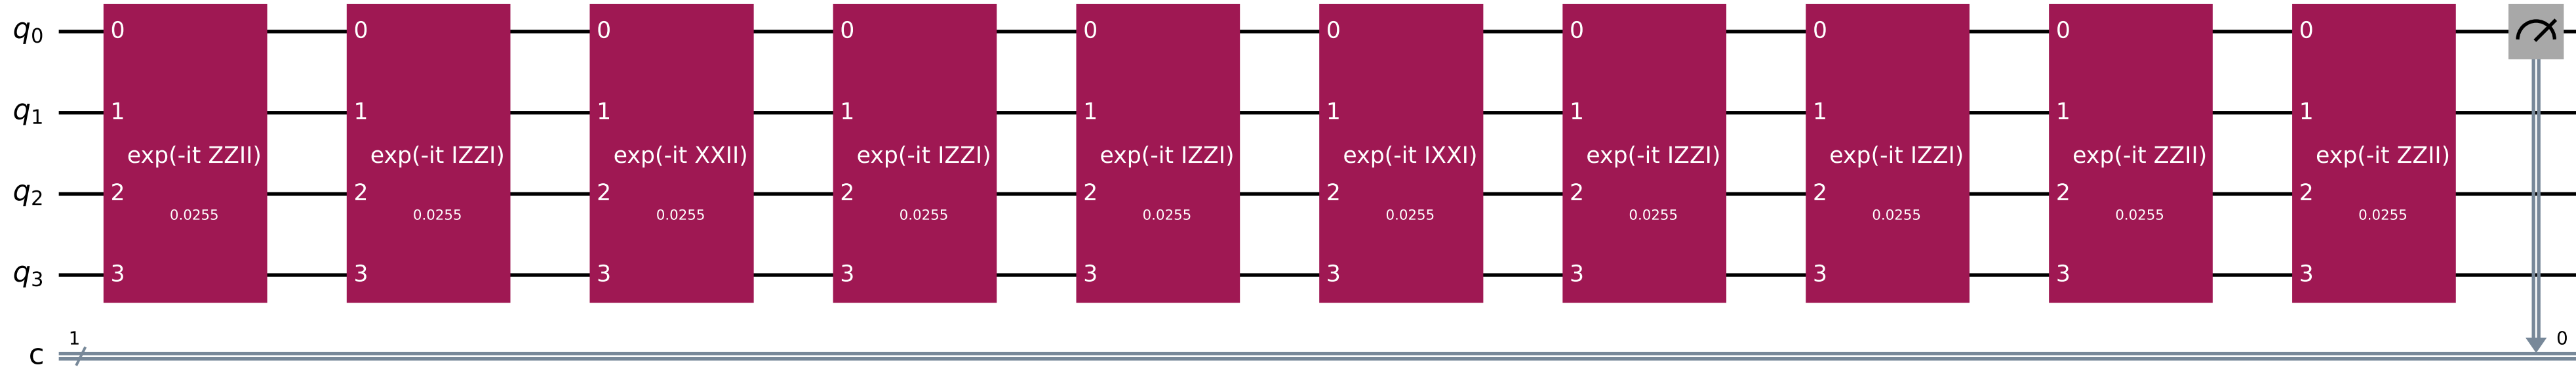 q0 0 0 0 0 0 0 0 0 0 0
q1 1 1 1 1 1 1 1 1 1 1
exp(-it ZZII) exp(-it IZZI) exp(-it XXII) exp(-it IZZI) exp(-it IZZI) exp(-it IXXI) exp(-it IZZI) exp(-it IZZI) exp(-it ZZII) exp(-it ZZII)
q2 2 2 2 2 2 2 2 2 2 2
0.0255 0.0255 0.0255 0.0255 0.0255 0.0255 0.0255 0.0255 0.0255 0.0255
q3 3 3 3 3 3 3 3 3 3 3
1 0
c